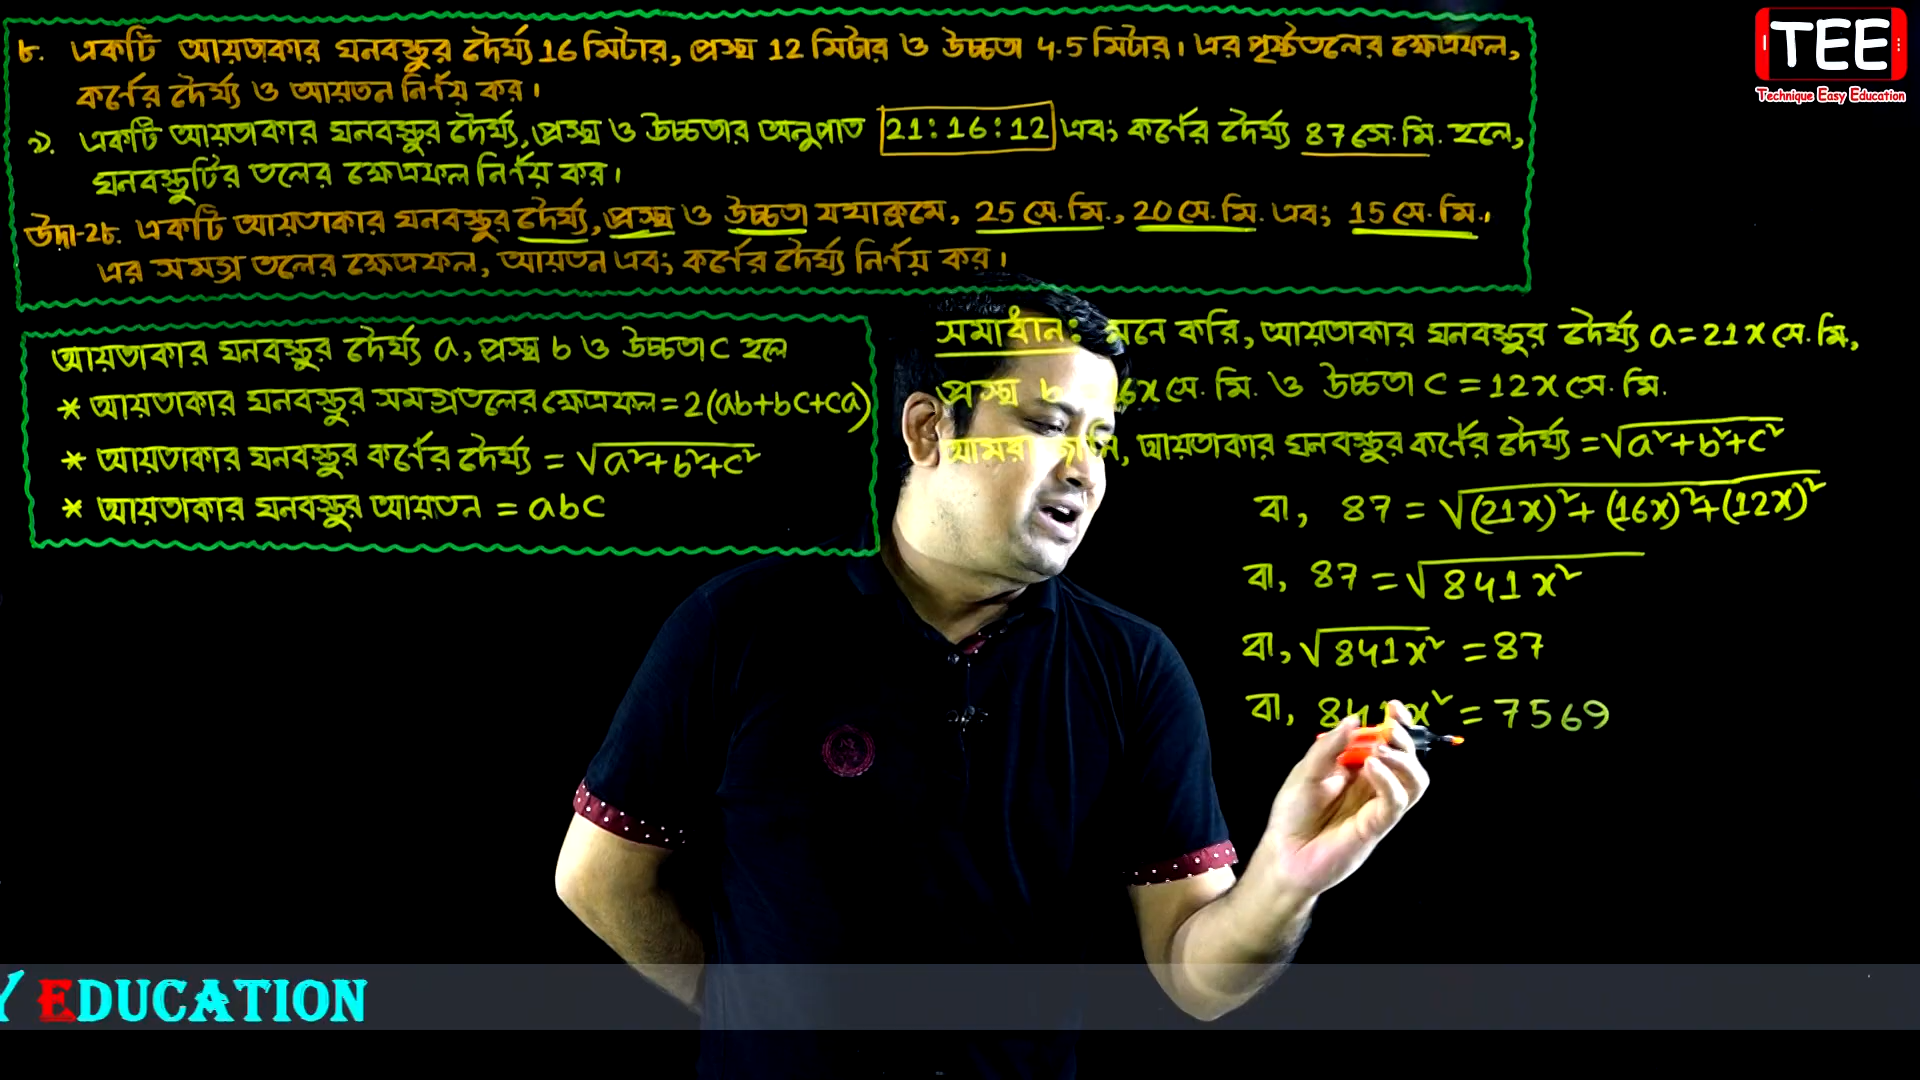 ৮. একটি আয়তাকার ঘনবস্তুর দৈর্ঘ্য 16 মিটার, প্রস্থ 12 মিটার ও উচ্চতা 4.5 মিটার। এর পৃষ্ঠতলের ক্ষেত্রফল,
কর্ণের দৈর্ঘ্য ও আয়তন নির্ণয় কর।
৯. একটি আয়তাকার ঘনবস্তুর দৈর্ঘ্য, প্রস্থ ও উচ্চতার অনুপাত 21:16:12 এবং কর্ণের দৈর্ঘ্য 87 সে.মি. হলে,
ঘনবস্তুটির তলের ক্ষেত্রফল নির্ণয় কর।
উদা-2৮. একটি আয়তাকার ঘনবস্তুর দৈর্ঘ্য, প্রস্থ ও উচ্চতা যথাক্রমে, 25 সে.মি., 20 সে.মি. এবং 15 সে.মি.।
এর সমগ্র তলের ক্ষেত্রফল, আয়তন এবং কর্ণের দৈর্ঘ্য নির্ণয় কর।
আয়তাকার ঘনবস্তুর দৈর্ঘ্য a, প্রস্থ b ও উচ্চতা c হলে
* আয়তাকার ঘনবস্তুর সমগ্রতলের ক্ষেত্রফল = 2(ab+bc+ca)
* আয়তাকার ঘনবস্তুর কর্ণের দৈর্ঘ্য = √a²+b²+c²
* আয়তাকার ঘনবস্তুর আয়তন = abc
সমাধান: মনে করি, আয়তাকার ঘনবস্তুর দৈর্ঘ্য a = 21x সে.মি,
প্রস্থ b = 16x সে.মি. ও উচ্চতা c = 12x সে.মি.
আমরা জানি, আয়তাকার ঘনবস্তুর কর্ণের দৈর্ঘ্য = √a²+b²+c²
বা, 87 = √(21x)²+(16x)²+(12x)²
বা, 87 = √841x²
বা, √841x² = 87
বা, 841x² = 7569
TEE
Technique Easy Education
Y EDUCATION